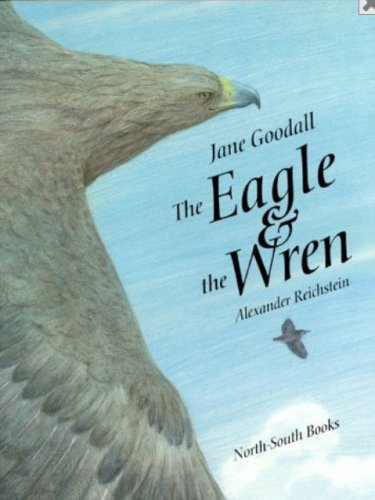 Jane Goodall
The Eagle
&
the Wren
Alexander Reichstein
North-South Books